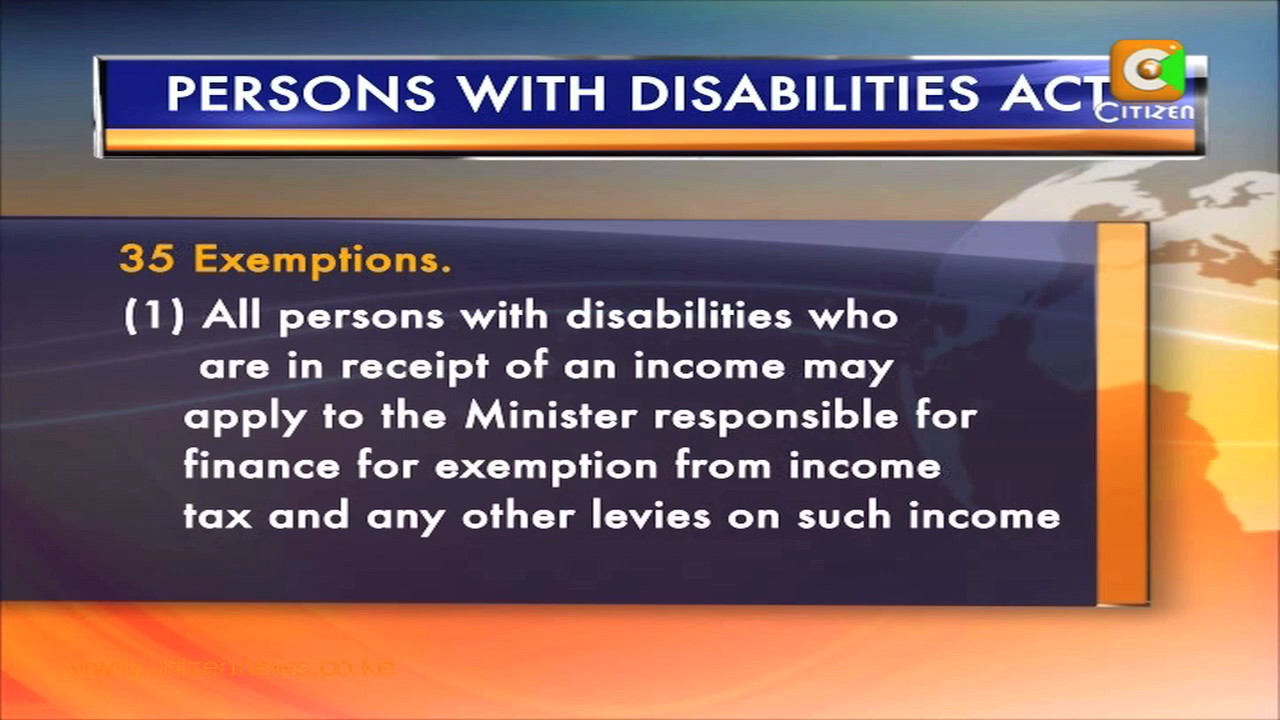 PERSONS WITH DISABILITIES ACT
CITIZEN
35 Exemptions.
(1) All persons with disabilities who
are in receipt of an income may
apply to the Minister responsible for
finance for exemption from income
tax and any other levies on such income